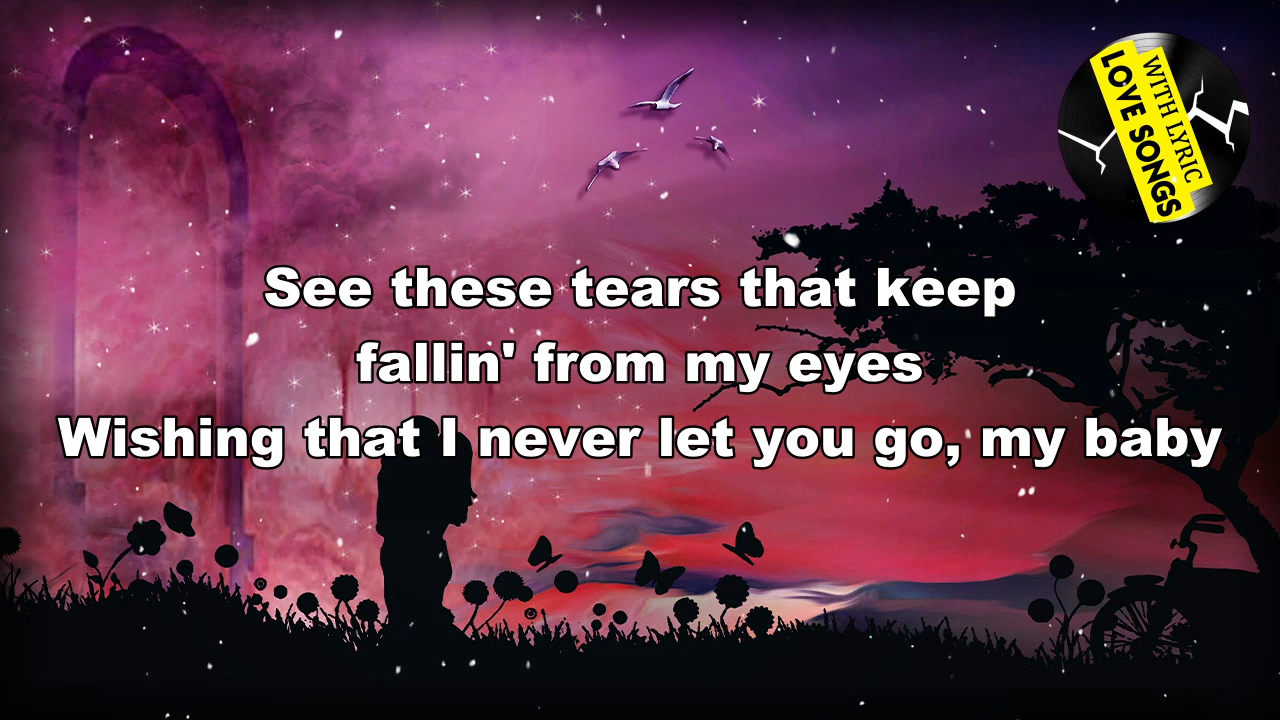 WITH LYRIC
LOVE SONGS
See these tears that keep
fallin' from my eyes
Wishing that I never let you go, my baby